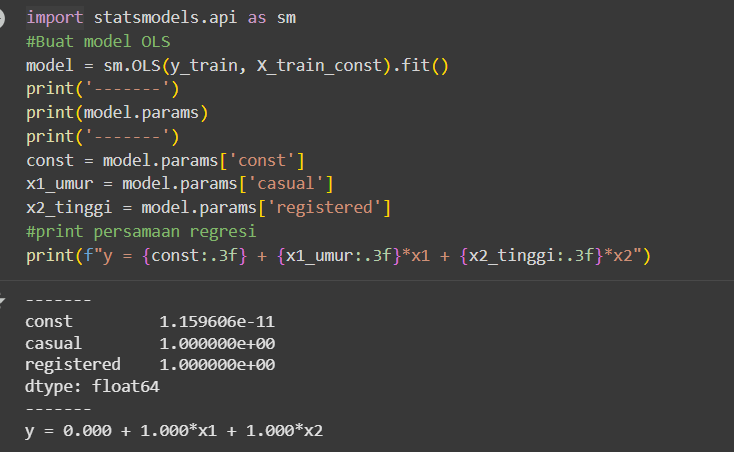 import statsmodels.api as sm
#Buat model OLS
model = sm.OLS(y_train, X_train_const).fit()
print('-------')
print(model.params)
print('-------')
const = model.params['const']
x1_umur = model.params['casual']
x2_tinggi = model.params['registered']
#print persamaan regresi
print(f"y = {const:.3f} + {x1_umur:.3f}*x1 + {x2_tinggi:.3f}*x2")
-------
const         1.159606e-11
casual        1.000000e+00
registered    1.000000e+00
dtype: float64
-------
y = 0.000 + 1.000*x1 + 1.000*x2